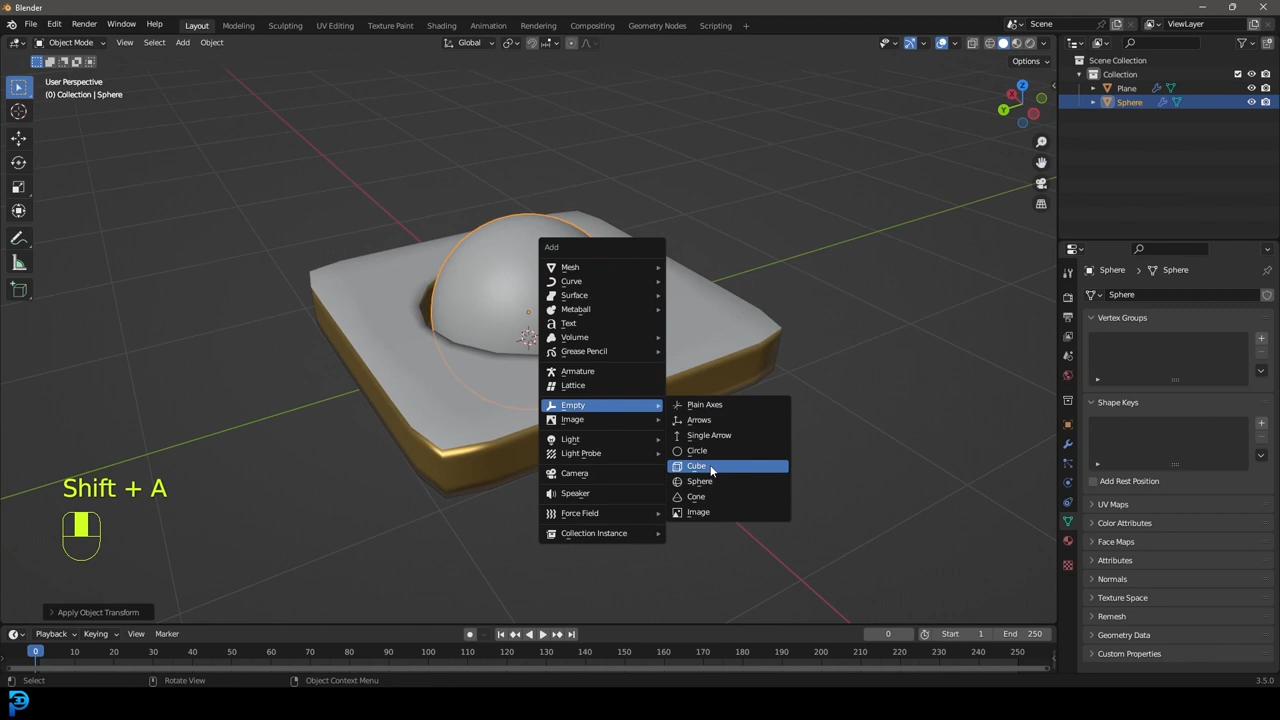 Blender
File Edit Render Window Help
Layout Modeling Sculpting UV Editing Texture Paint Shading Animation Rendering Compositing Geometry Nodes Scripting +
Scene
ViewLayer
Object Mode View Select Add Object
Global
Options
User Perspective
(0) Collection | Sphere
X
Y
Z
Add
Mesh
Curve
Surface
Metaball
Text
Volume
Grease Pencil
Armature
Lattice
Empty
Image
Light
Light Probe
Camera
Speaker
Force Field
Collection Instance
Plain Axes
Arrows
Single Arrow
Circle
Cube
Sphere
Cone
Image
Shift + A
Apply Object Transform
Scene Collection
Collection
Plane
Sphere
Sphere Sphere
Sphere
Vertex Groups
Shape Keys
Add Rest Position
UV Maps
Color Attributes
Face Maps
Attributes
Normals
Texture Space
Remesh
Geometry Data
Custom Properties
Playback Keying View Marker
0 Start 1 End 250
0 10 20 30 40 50 60 70 80 90 100 110 120 130 140 150 160 170 180 190 200 210 220 230 240 250
Select Rotate View Object Context Menu 3.5.0